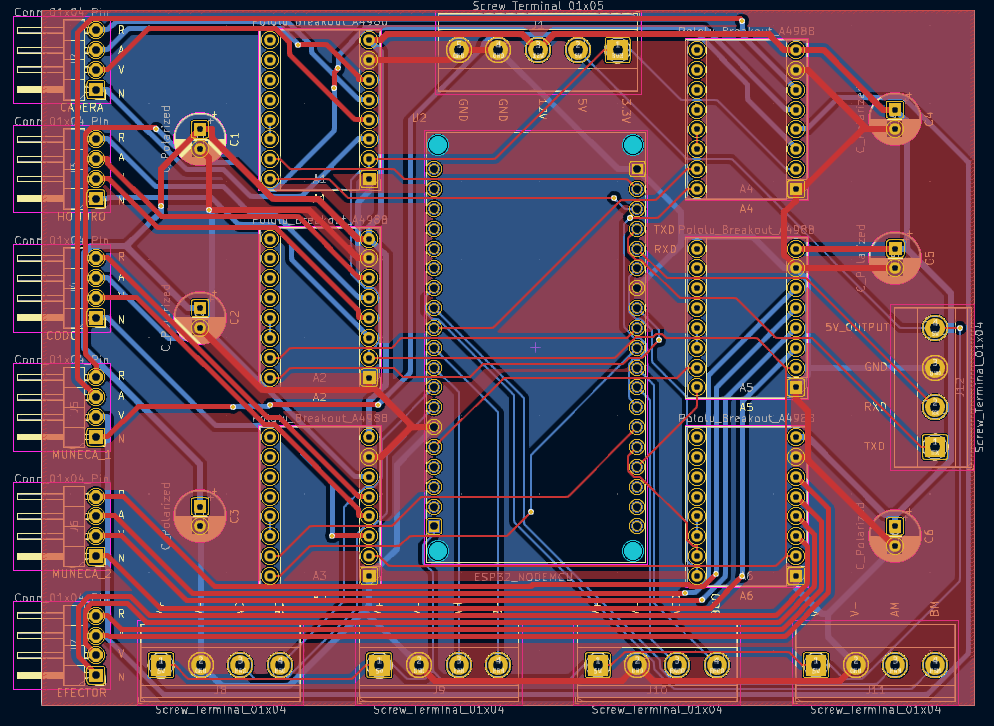 Screw_Terminal_01x05
Conn_01x04_Pin
Pololu_Breakout_A4988
J1
Pololu_Breakout_A4988
R
A
V
N
CAMERA
GND
GND
12V
5V
3.3V
U2
C_Polarized
C1
C_Polarized
C4
Conn_01x04_Pin
R
A
V
N
HOMBRO
A4
A4
Pololu_Breakout_A4988
TXD
RXD
Pololu_Breakout_A4988
Conn_01x04_Pin
R
A
V
N
CODO
C_Polarized
C2
C_Polarized
C5
5V_OUTPUT
GND
RXD
TXD
J12
Screw_Terminal_01x04
Conn_01x04_Pin
R
A
V
N
MUNECA_1
A2
A2
Pololu_Breakout_A4988
A5
A5
Pololu_Breakout_A4988
Conn_01x04_Pin
R
A
V
N
MUNECA_2
C_Polarized
C3
C_Polarized
C6
A3
ESP32_NODEMCU
A6
A6
Conn_01x04_Pin
R
A
V
N
EFECTOR
V-
AM
BM
J8
J9
J10
J11
Screw_Terminal_01x04
Screw_Terminal_01x04
Screw_Terminal_01x04
Screw_Terminal_01x04